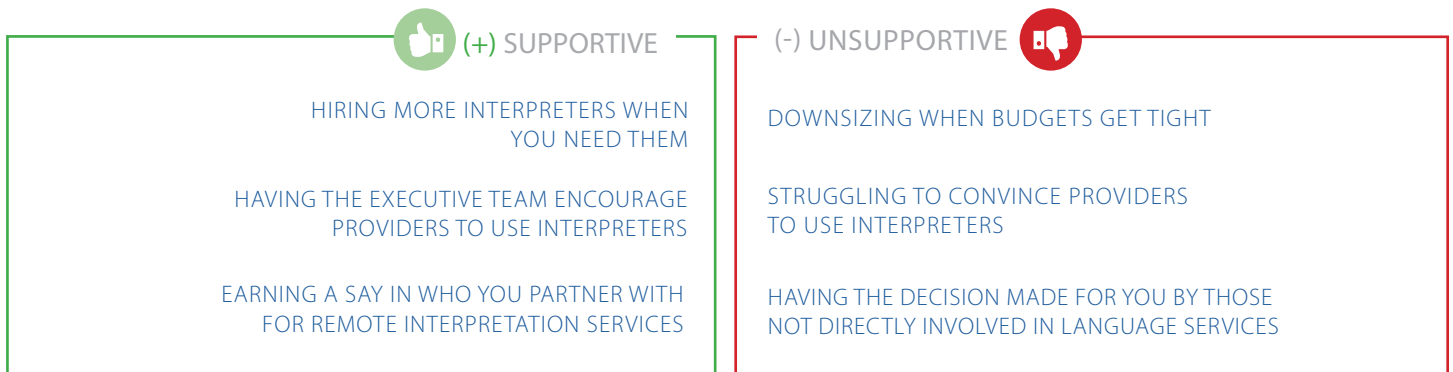 (+) SUPPORTIVE
HIRING MORE INTERPRETERS WHEN
YOU NEED THEM
HAVING THE EXECUTIVE TEAM ENCOURAGE
PROVIDERS TO USE INTERPRETERS
EARNING A SAY IN WHO YOU PARTNER WITH
FOR REMOTE INTERPRETATION SERVICES
(-) UNSUPPORTIVE
DOWNSIZING WHEN BUDGETS GET TIGHT
STRUGGLING TO CONVINCE PROVIDERS
TO USE INTERPRETERS
HAVING THE DECISION MADE FOR YOU BY THOSE
NOT DIRECTLY INVOLVED IN LANGUAGE SERVICES